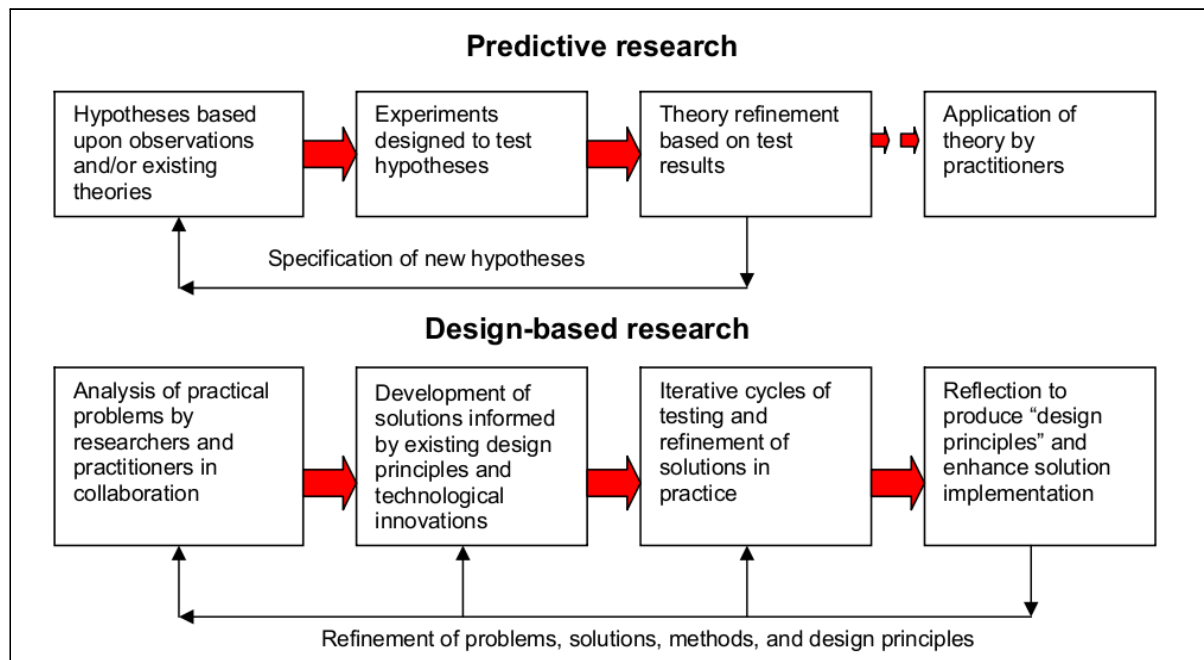 Predictive research
Hypotheses based
upon observations
and/or existing
theories
Experiments
designed to test
hypotheses
Theory refinement
based on test
results
Application of
theory by
practitioners
Specification of new hypotheses
Design-based research
Analysis of practical
problems by
researchers and
practitioners in
collaboration
Development of
solutions informed
by existing design
principles and
technological
innovations
Iterative cycles of
testing and
refinement of
solutions in
practice
Reflection to
produce “design
principles” and
enhance solution
implementation
Refinement of problems, solutions, methods, and design principles